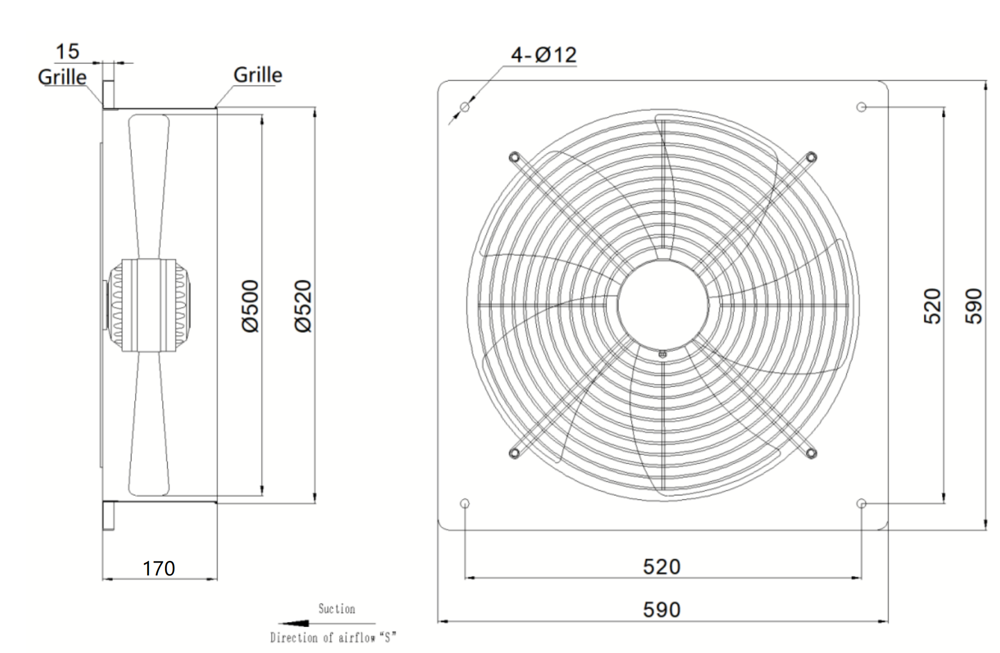 15
Grille
Grille
4-Ø12
Ø500
Ø520
520
590
170
520
590
Suction
Direction of airflow “S”